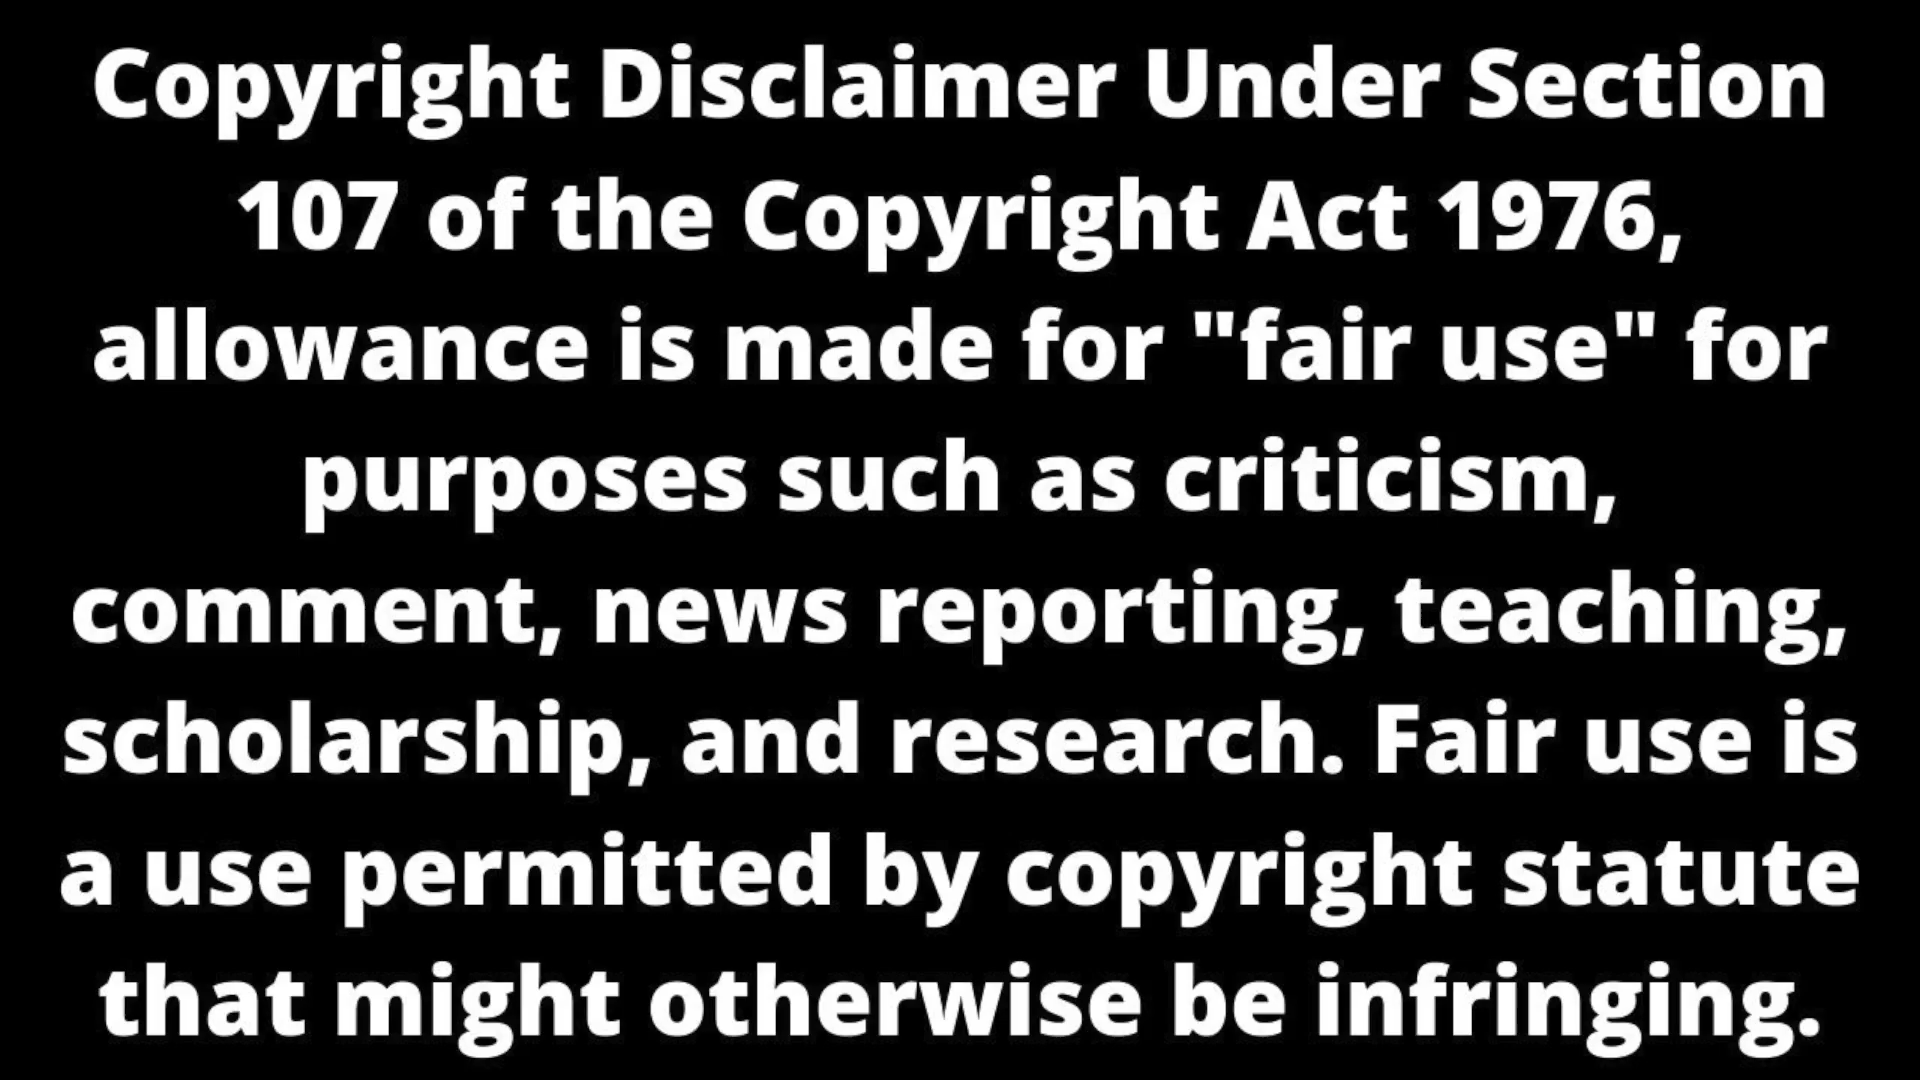 Copyright Disclaimer Under Section
107 of the Copyright Act 1976,
allowance is made for "fair use" for
purposes such as criticism,
comment, news reporting, teaching,
scholarship, and research. Fair use is
a use permitted by copyright statute
that might otherwise be infringing.